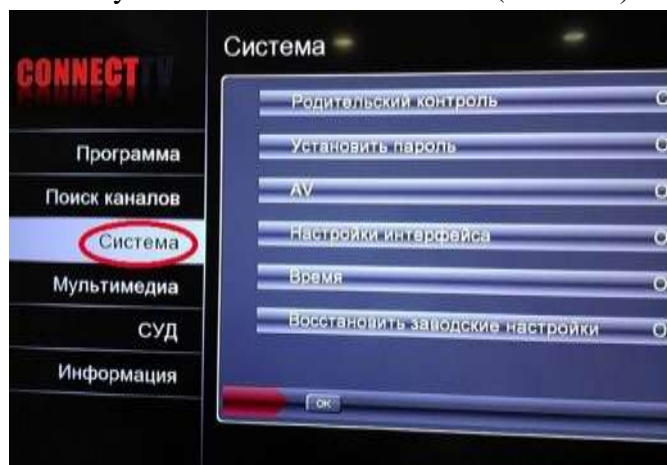 Система
CONNECT TV
Родительский контроль
Установить пароль
AV
Настройки интерфейса
Время
Восстановить заводские настройки
Программа
Поиск каналов
Система
Мультимедиа
СУД
Информация
OK